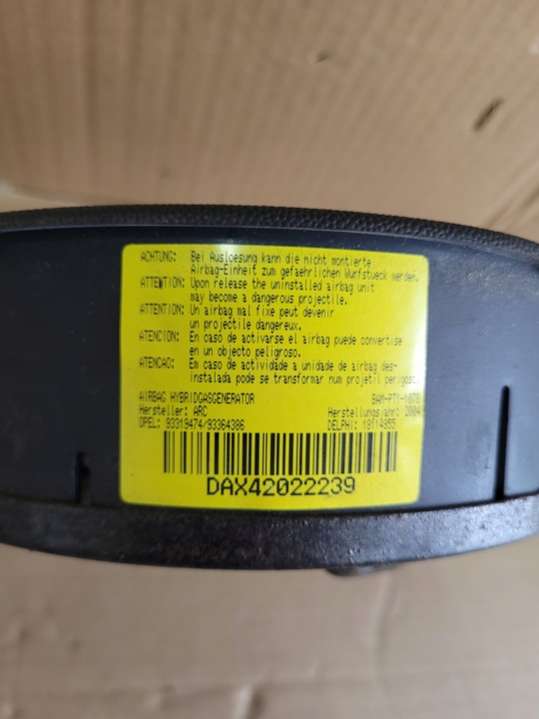 ACHTUNG: Bei Ausloesung kann die nicht montierte
Airbag-Einheit zum gefaehrlichen Wurfstueck werden.
ATTENTION: Upon release the uninstalled airbag unit
may become a dangerous projectile.
ATTENTION: Un airbag mal fixe peut devenir
un projectile dangereux.
ATENCION: En caso de activarse el airbag puede convertise
en un objecto peligroso.
ATENCAO: Em caso de actividade a unidade de airbag des-
instalada pode se transformar num projetil perigoso.
AIRBAG HYBRIDGASGENERATOR
Hersteller: ARC Herstellungsjahr: 2004
OPEL: 93319474/93364386 DELPHI:
DAX42022239